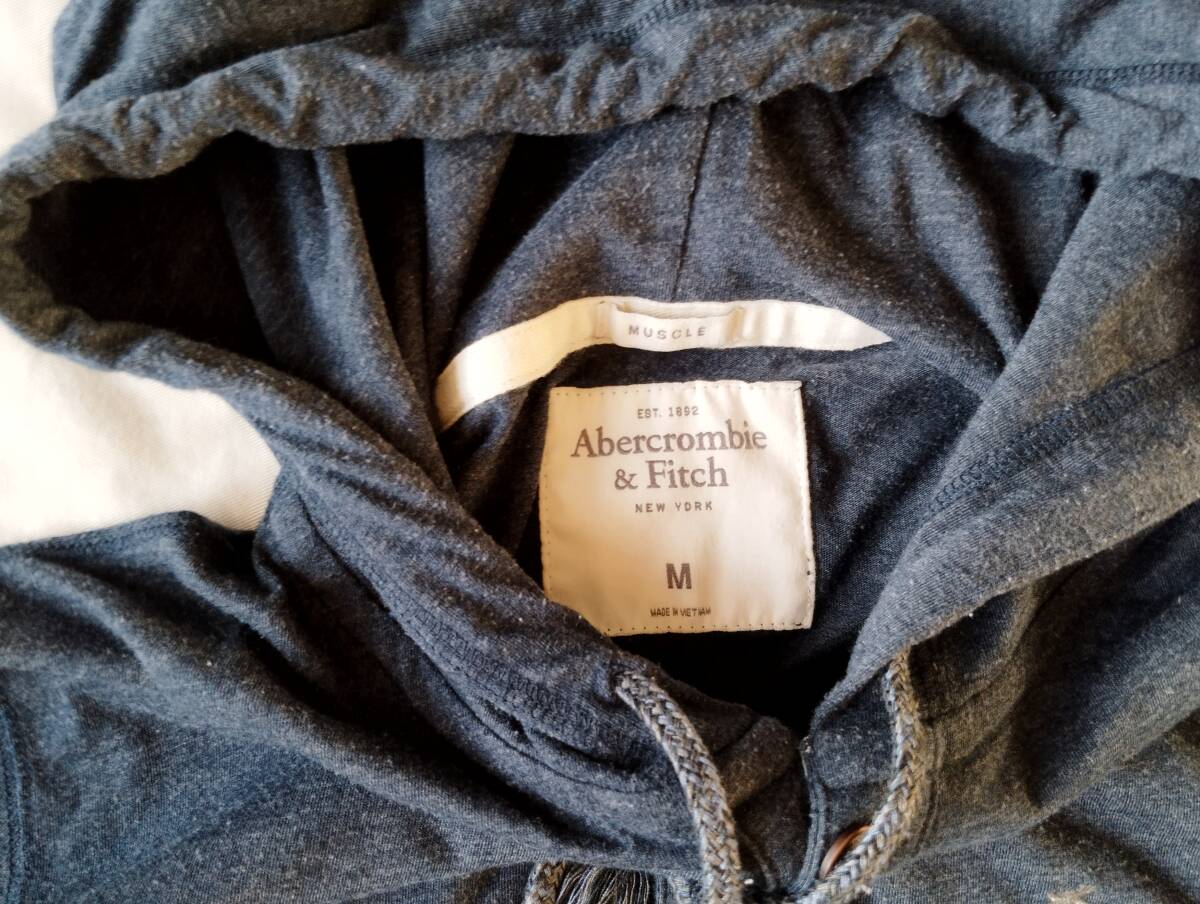 MUSCLE
EST. 1892
Abercrombie
& Fitch
NEW YORK
M
MADE IN VIETNAM